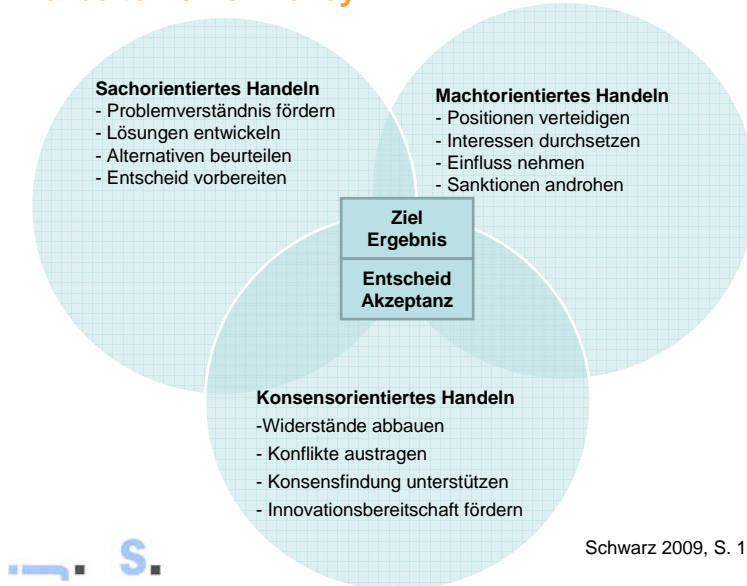 Sachorientiertes Handeln
- Problemverständnis fördern
- Lösungen entwickeln
- Alternativen beurteilen
- Entscheid vorbereiten
Machtorientiertes Handeln
- Positionen verteidigen
- Interessen durchsetzen
- Einfluss nehmen
- Sanktionen androhen
Ziel
Ergebnis
Entscheid
Akzeptanz
Konsensorientiertes Handeln
-Widerstände abbauen
- Konflikte austragen
- Konsensfindung unterstützen
- Innovationsbereitschaft fördern
Schwarz 2009, S. 1
S.